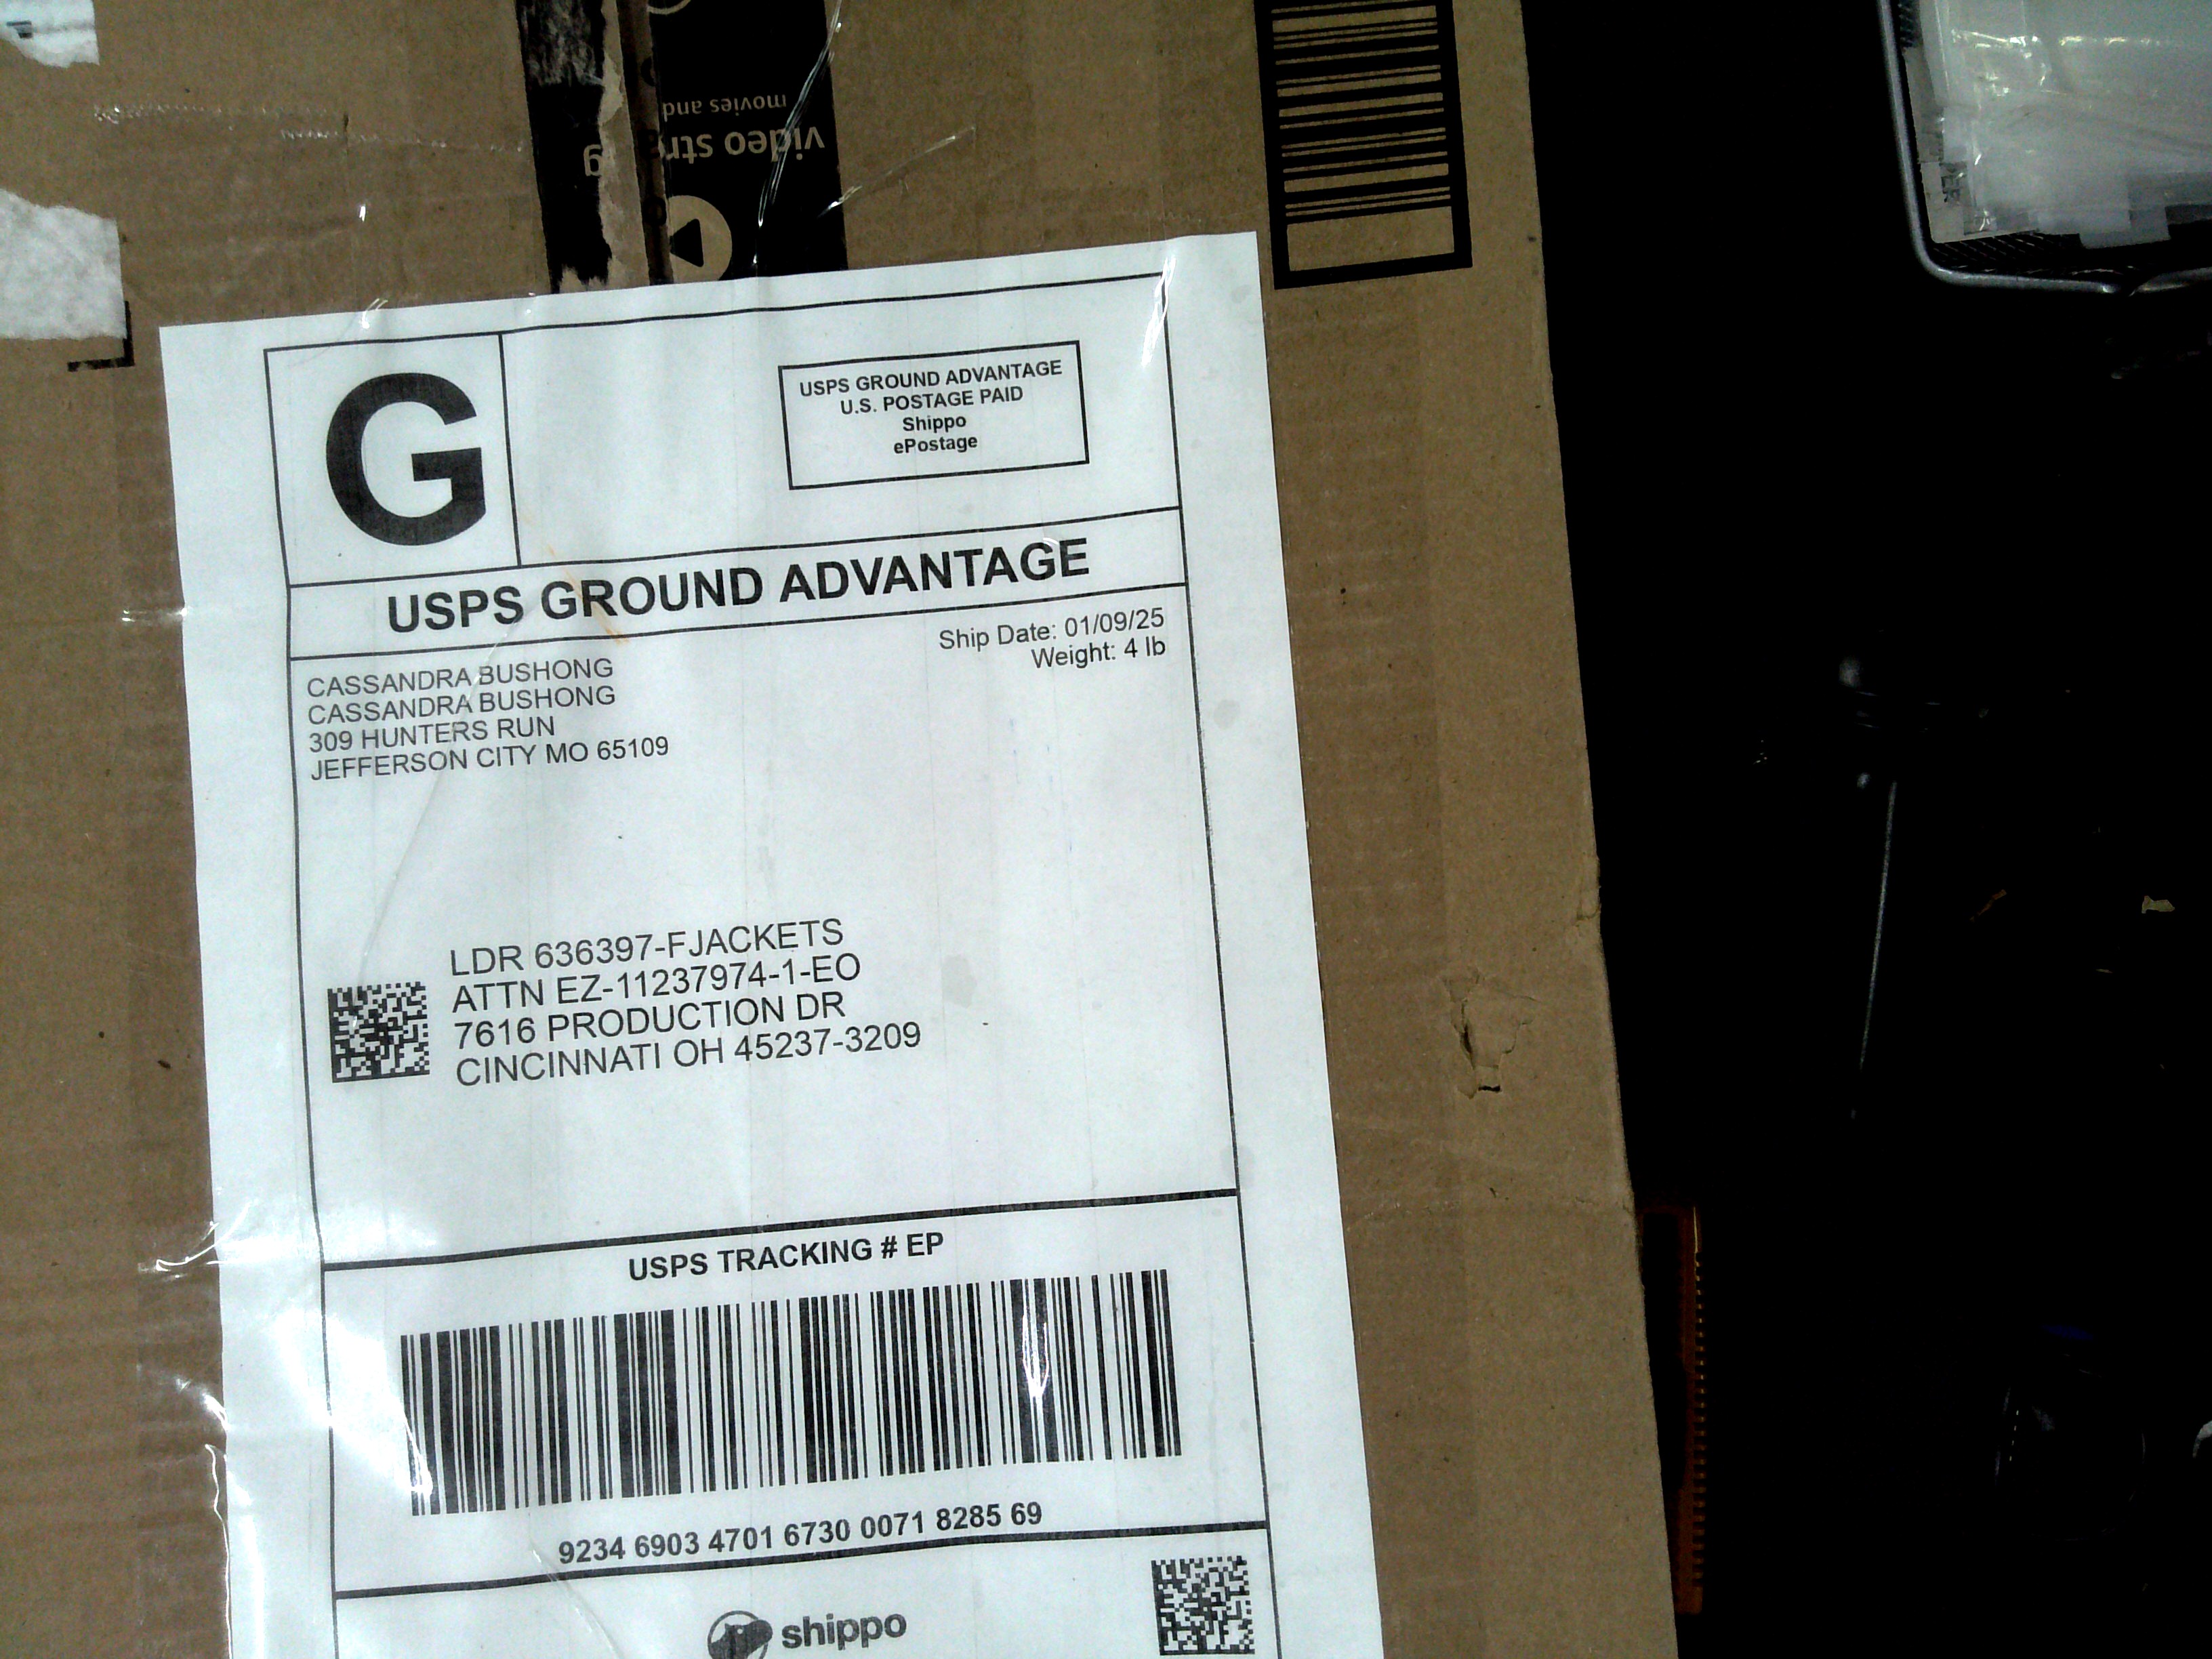 movies and
video str
g
G
USPS GROUND ADVANTAGE
U.S. POSTAGE PAID
Shippo
ePostage
USPS GROUND ADVANTAGE
Ship Date: 01/09/25
Weight: 4 lb
CASSANDRA BUSHONG
CASSANDRA BUSHONG
309 HUNTERS RUN
JEFFERSON CITY MO 65109
LDR 636397-FJACKETS
ATTN EZ-11237974-1-EO
7616 PRODUCTION DR
CINCINNATI OH 45237-3209
USPS TRACKING # EP
9234 6903 4701 6730 0071 8285 69
shippo